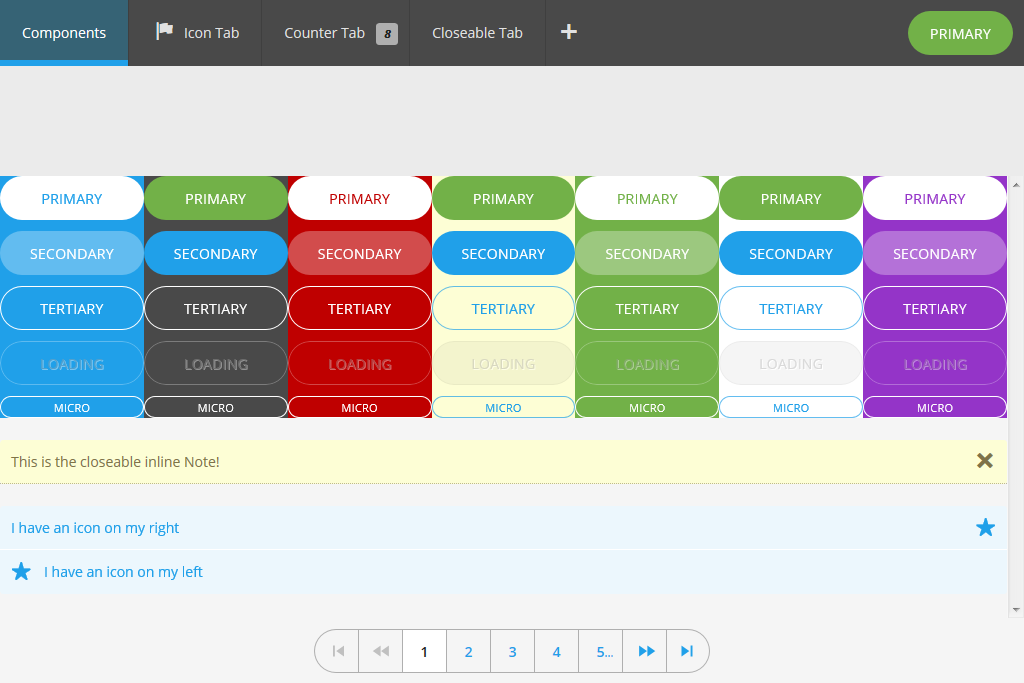 Components Icon Tab Counter Tab 8 Closeable Tab PRIMARY
PRIMARY PRIMARY PRIMARY PRIMARY PRIMARY PRIMARY PRIMARY
SECONDARY SECONDARY SECONDARY SECONDARY SECONDARY SECONDARY SECONDARY
TERTIARY TERTIARY TERTIARY TERTIARY TERTIARY TERTIARY TERTIARY
LOADING LOADING LOADING LOADING LOADING LOADING LOADING
MICRO MICRO MICRO MICRO MICRO MICRO MICRO
This is the closeable inline Note!
I have an icon on my right
I have an icon on my left
1 2 3 4 5...